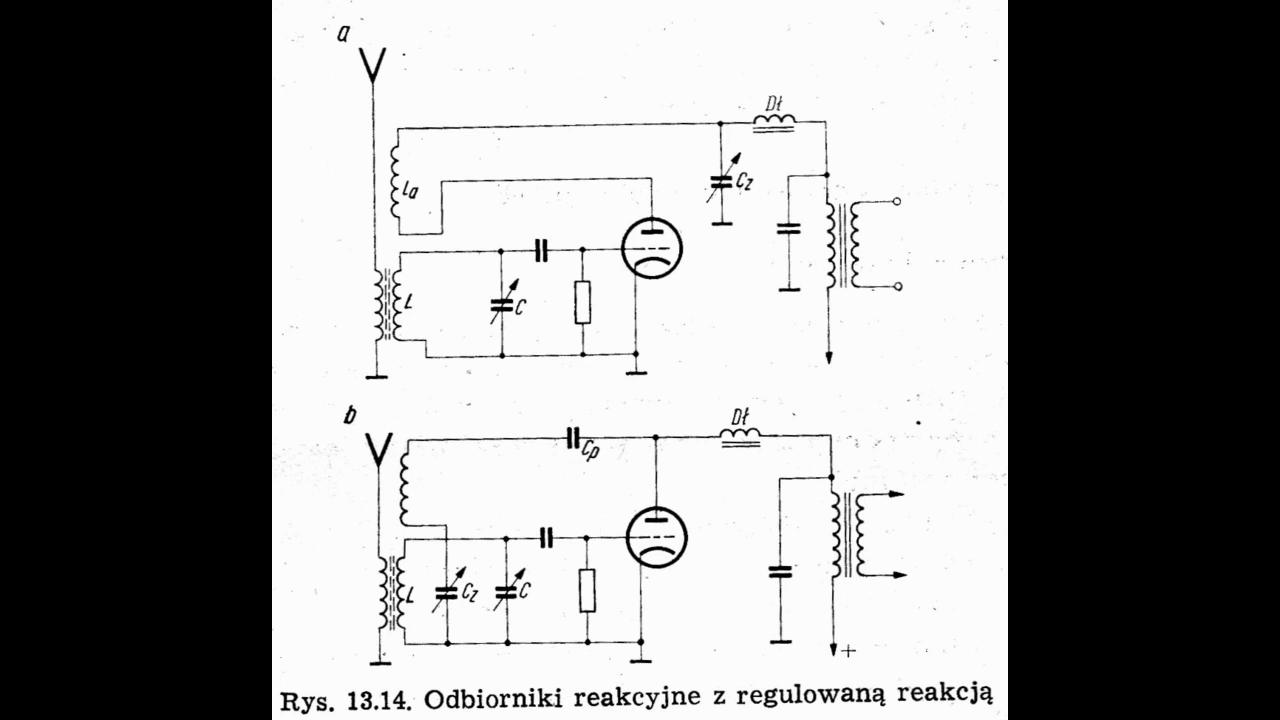 a
Dł
La
Cz
L
C
b
Dł
Cp
L
Cz
C
+
Rys. 13.14. Odbiorniki reakcyjne z regulowaną reakcją